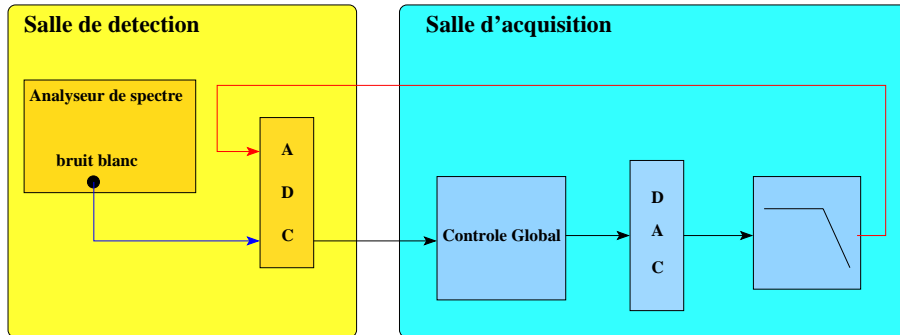 Salle de detection
Salle d'acquisition
Analyseur de spectre
bruit blanc
A
D
C
Controle Global
D
A
C